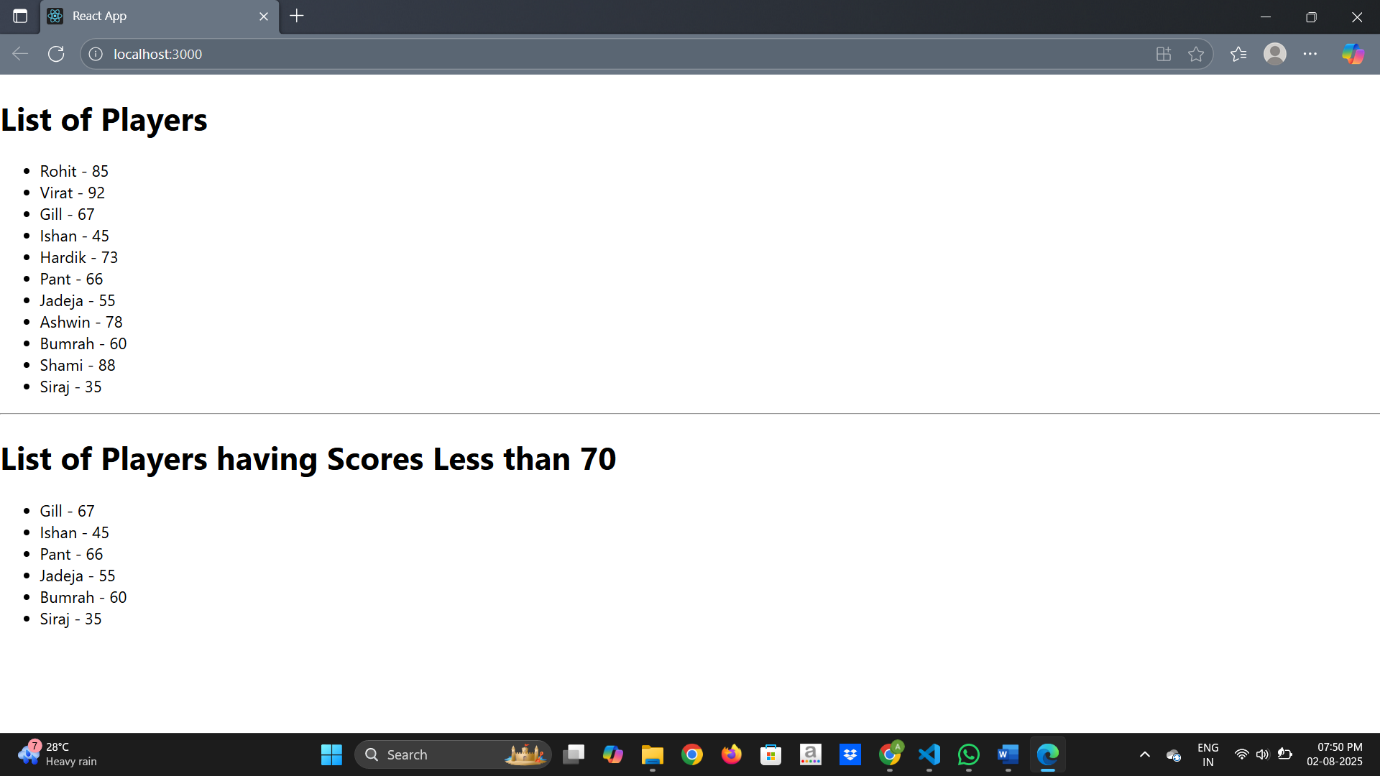 React App
localhost:3000
List of Players
Rohit - 85
Virat - 92
Gill - 67
Ishan - 45
Hardik - 73
Pant - 66
Jadeja - 55
Ashwin - 78
Bumrah - 60
Shami - 88
Siraj - 35
List of Players having Scores Less than 70
Gill - 67
Ishan - 45
Pant - 66
Jadeja - 55
Bumrah - 60
Siraj - 35
7
28°C
Heavy rain
Search
a
A
W
ENG
IN
07:50 PM
02-08-2025